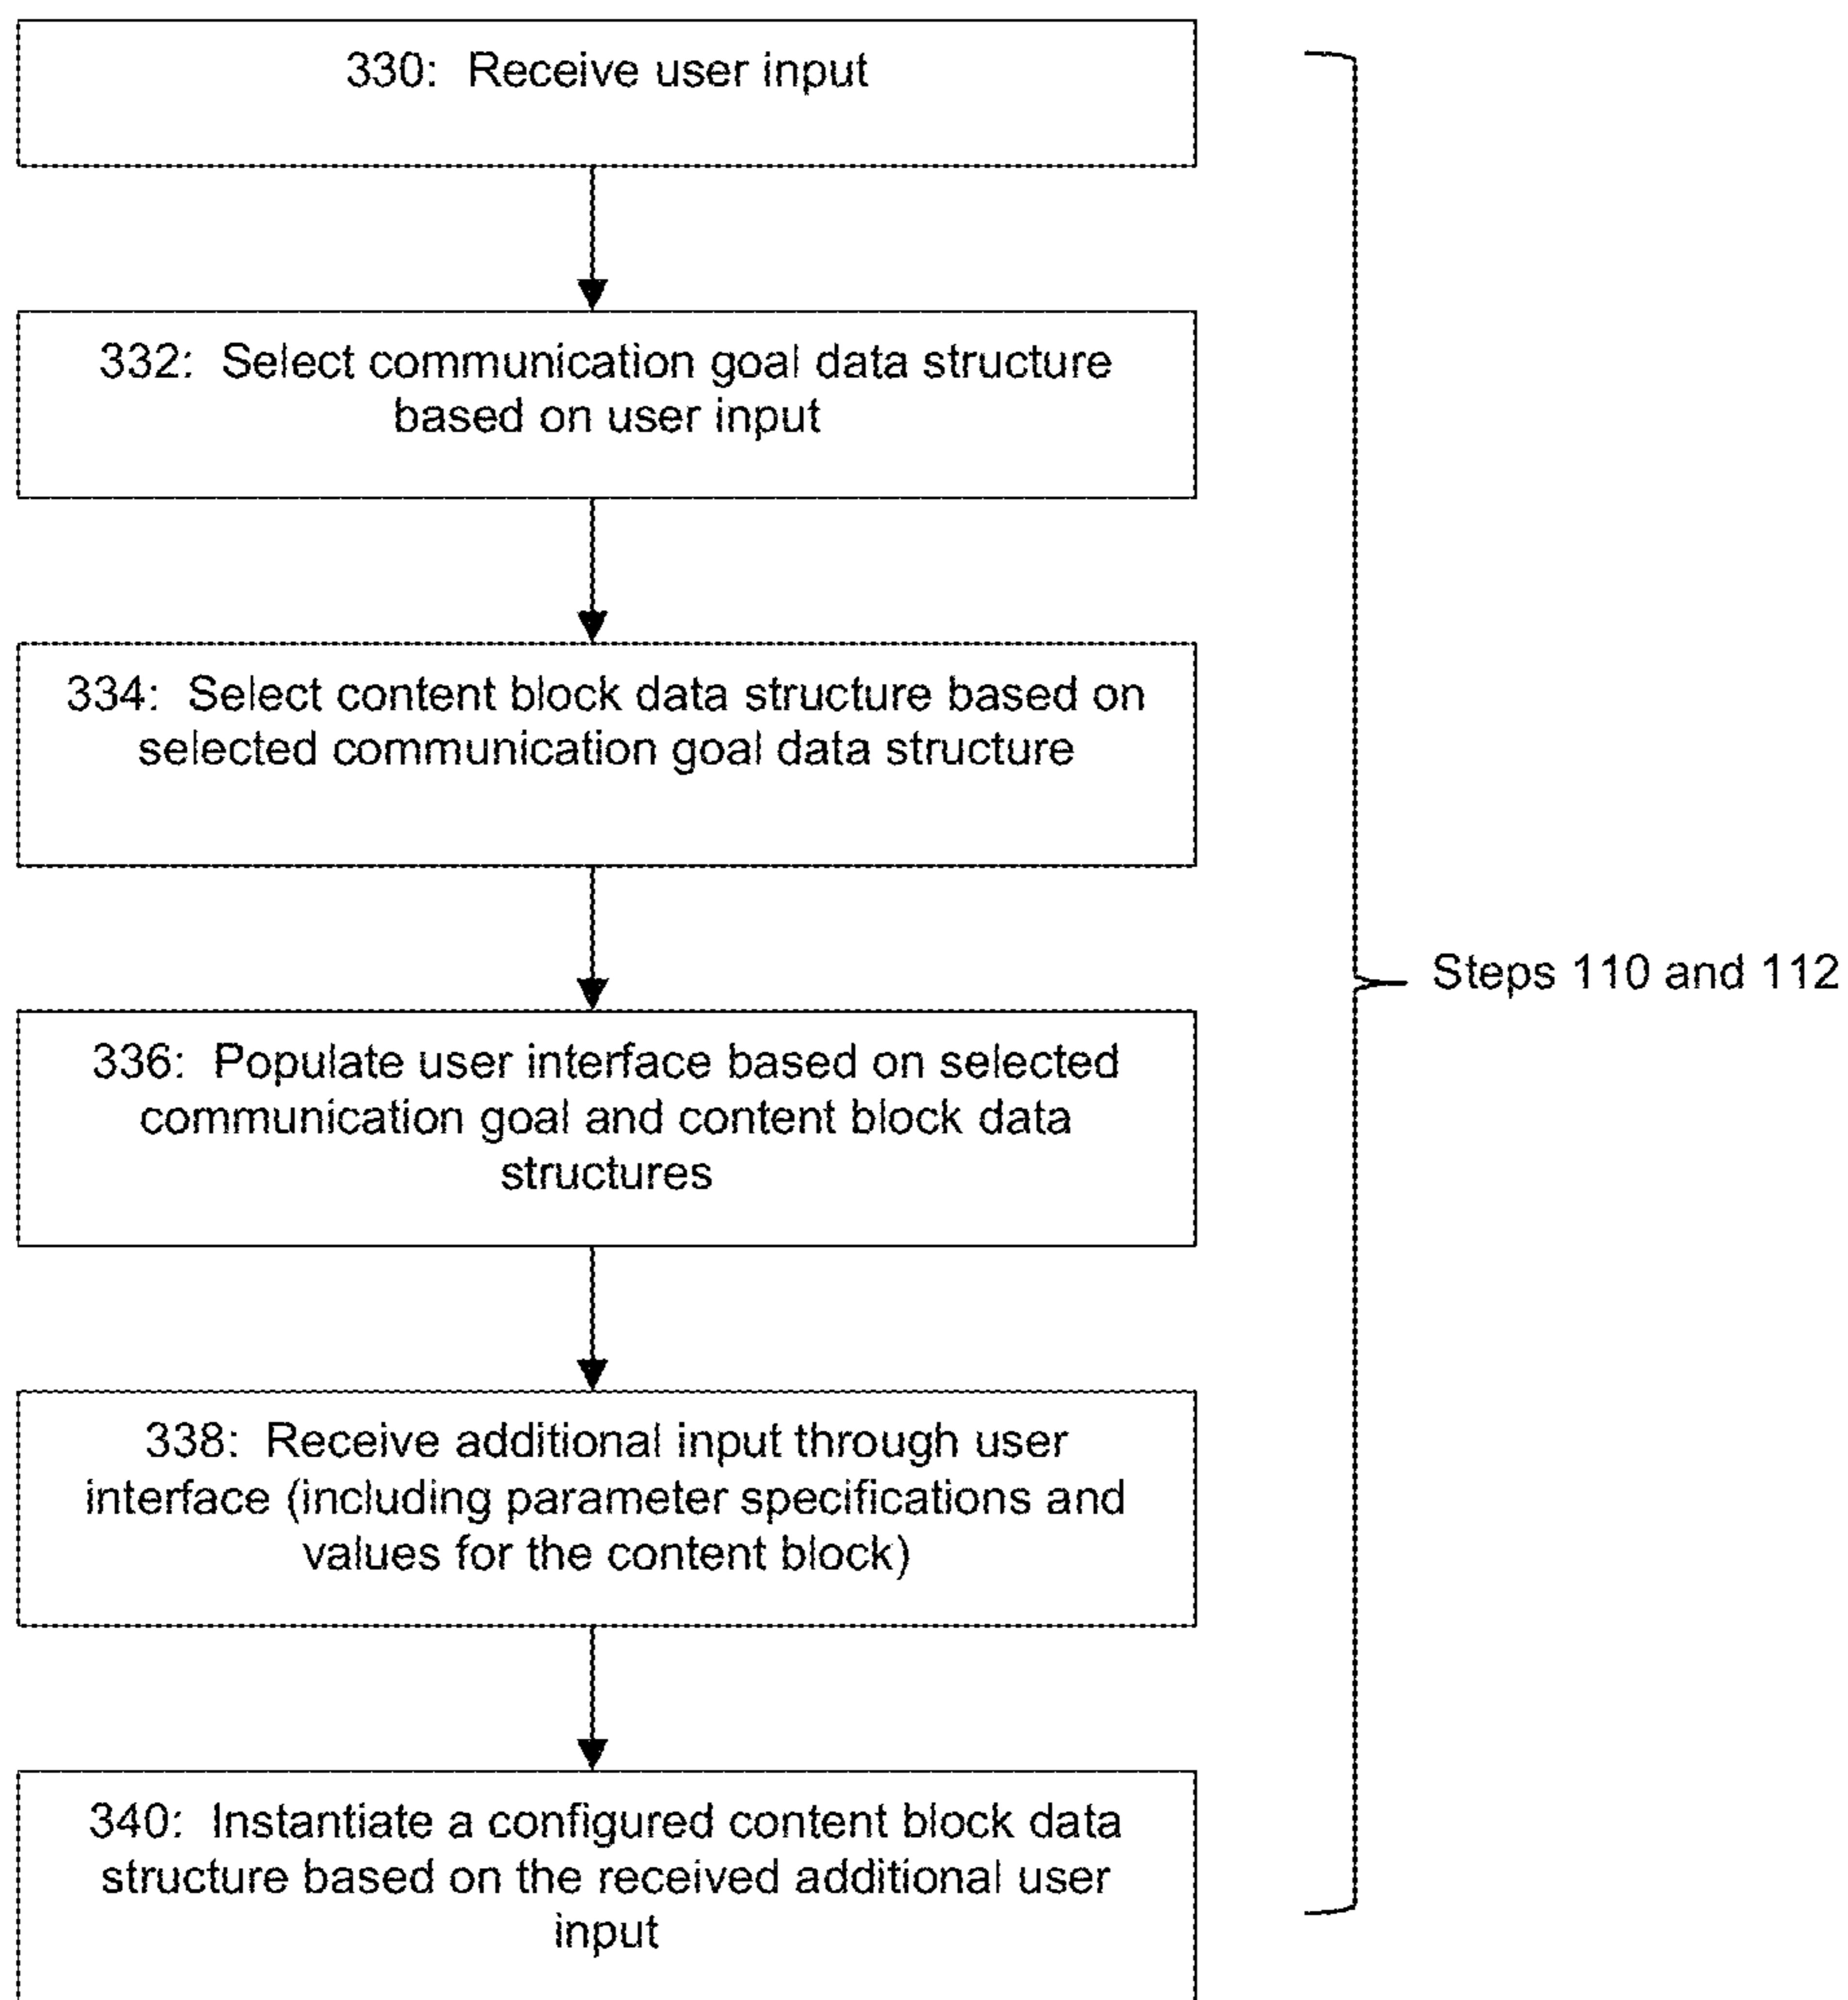 330: Receive user input
332: Select communication goal data structure
based on user input
334: Select content block data structure based on
selected communication goal data structure
Steps 110 and 112
336: Populate user interface based on selected
communication goal and content block data
structures
338: Receive additional input through user
interface (including parameter specifications and
values for the content block)
340: Instantiate a configured content block data
structure based on the received additional user
input